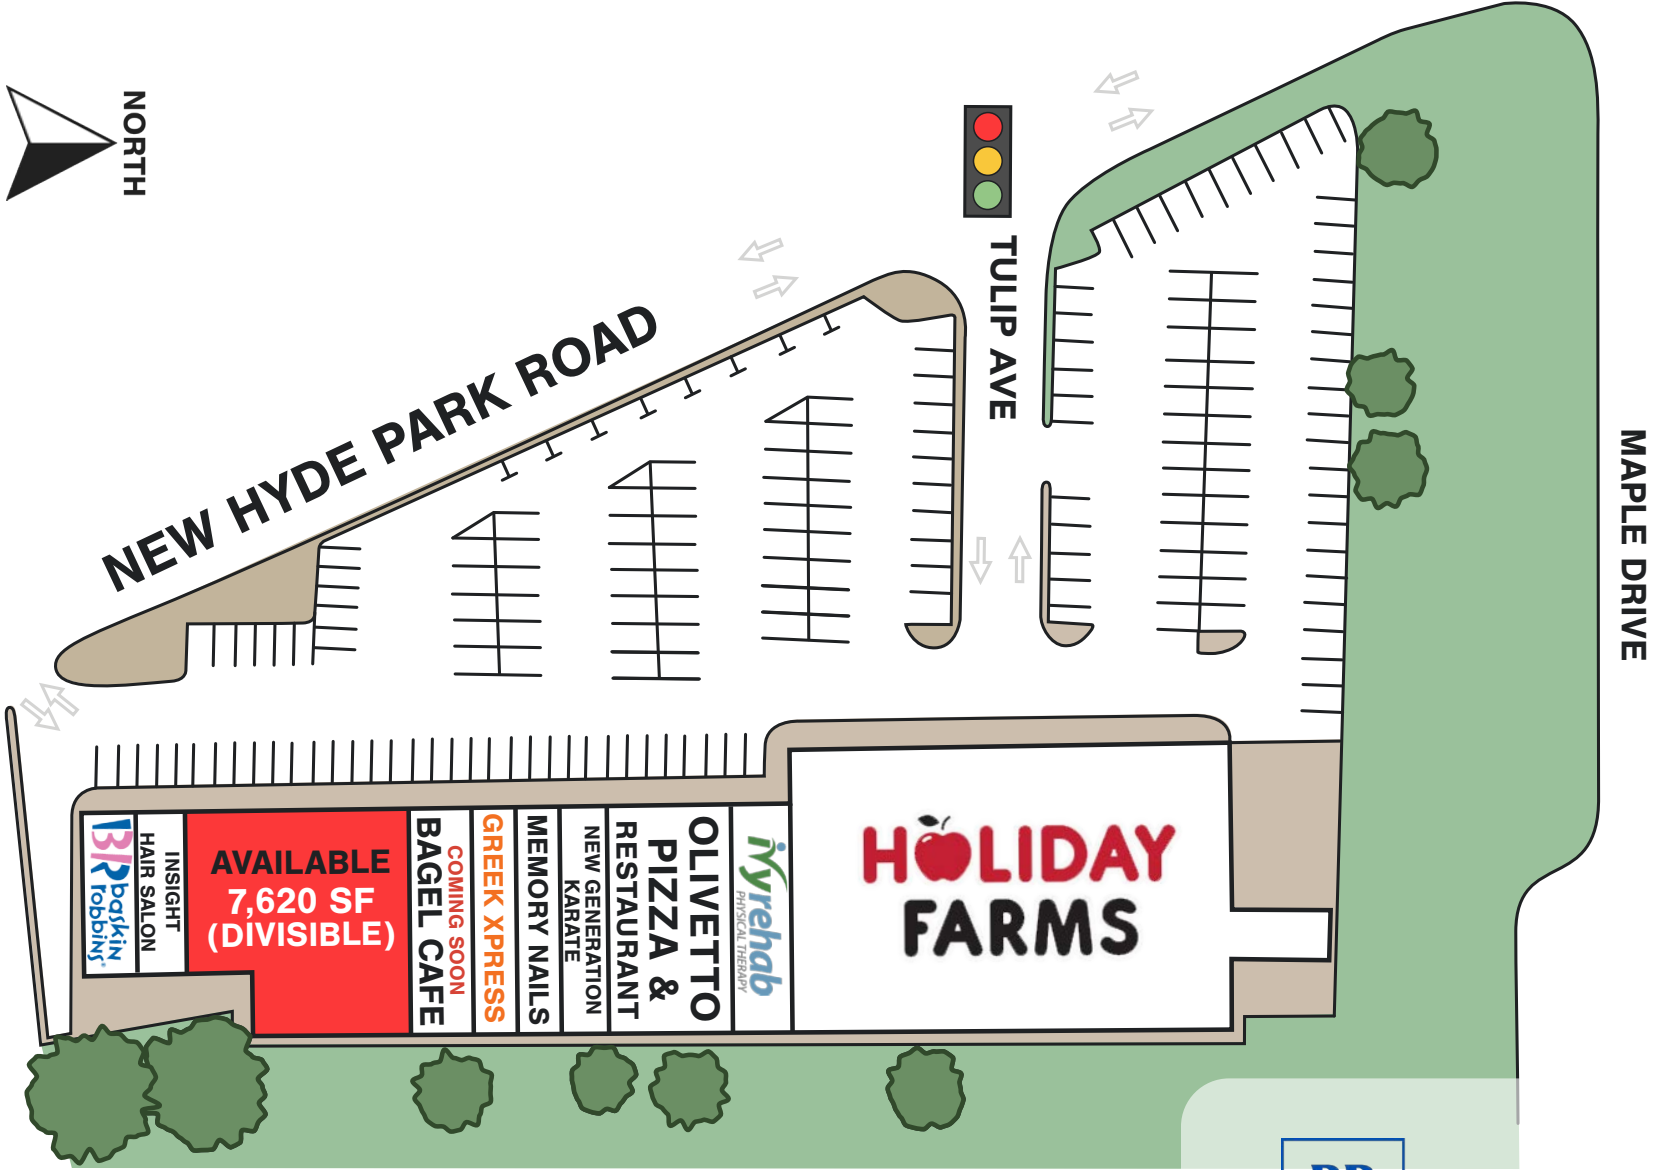 NORTH
TULIP AVE
NEW HYDE PARK ROAD
MAPLE DRIVE
baskin
robbins
BR
INSIGHT
HAIR SALON
AVAILABLE
7,620 SF
(DIVISIBLE)
COMING SOON
BAGEL CAFE
GREEK XPRESS
MEMORY NAILS
NEW GENERATION
KARATE
OLIVETTO
PIZZA &
RESTAURANT
ivyrehab
PHYSICAL THERAPY
HOLIDAY
FARMS